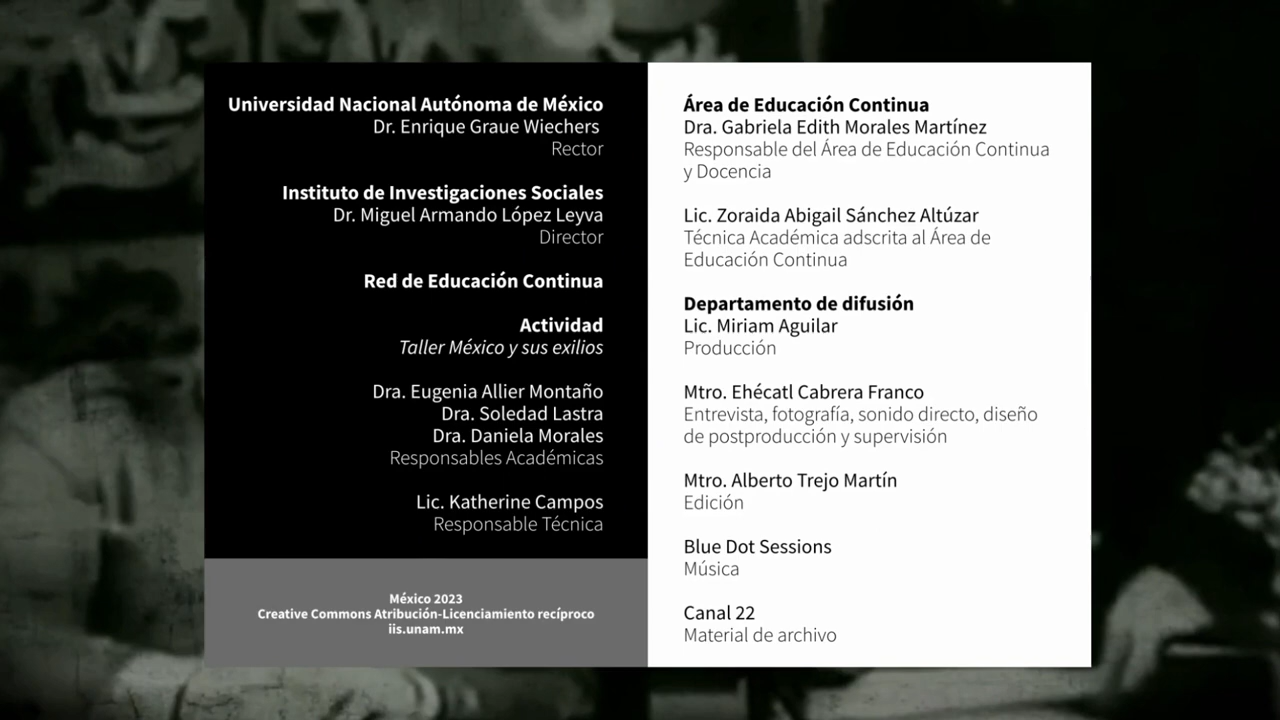 Universidad Nacional Autónoma de México
Dr. Enrique Graue Wiechers
Rector
Instituto de Investigaciones Sociales
Dr. Miguel Armando López Leyva
Director
Red de Educación Continua
Actividad
Taller México y sus exilios
Dra. Eugenia Allier Montaño
Dra. Soledad Lastra
Dra. Daniela Morales
Responsables Académicas
Lic. Katherine Campos
Responsable Técnica
México 2023
Creative Commons Atribución-Licenciamiento recíproco
iis.unam.mx
Área de Educación Continua
Dra. Gabriela Edith Morales Martínez
Responsable del Área de Educación Continua
y Docencia
Lic. Zoraida Abigail Sánchez Altúzar
Técnica Académica adscrita al Área de
Educación Continua
Departamento de difusión
Lic. Miriam Aguilar
Producción
Mtro. Ehécatl Cabrera Franco
Entrevista, fotografía, sonido directo, diseño
de postproducción y supervisión
Mtro. Alberto Trejo Martín
Edición
Blue Dot Sessions
Música
Canal 22
Material de archivo